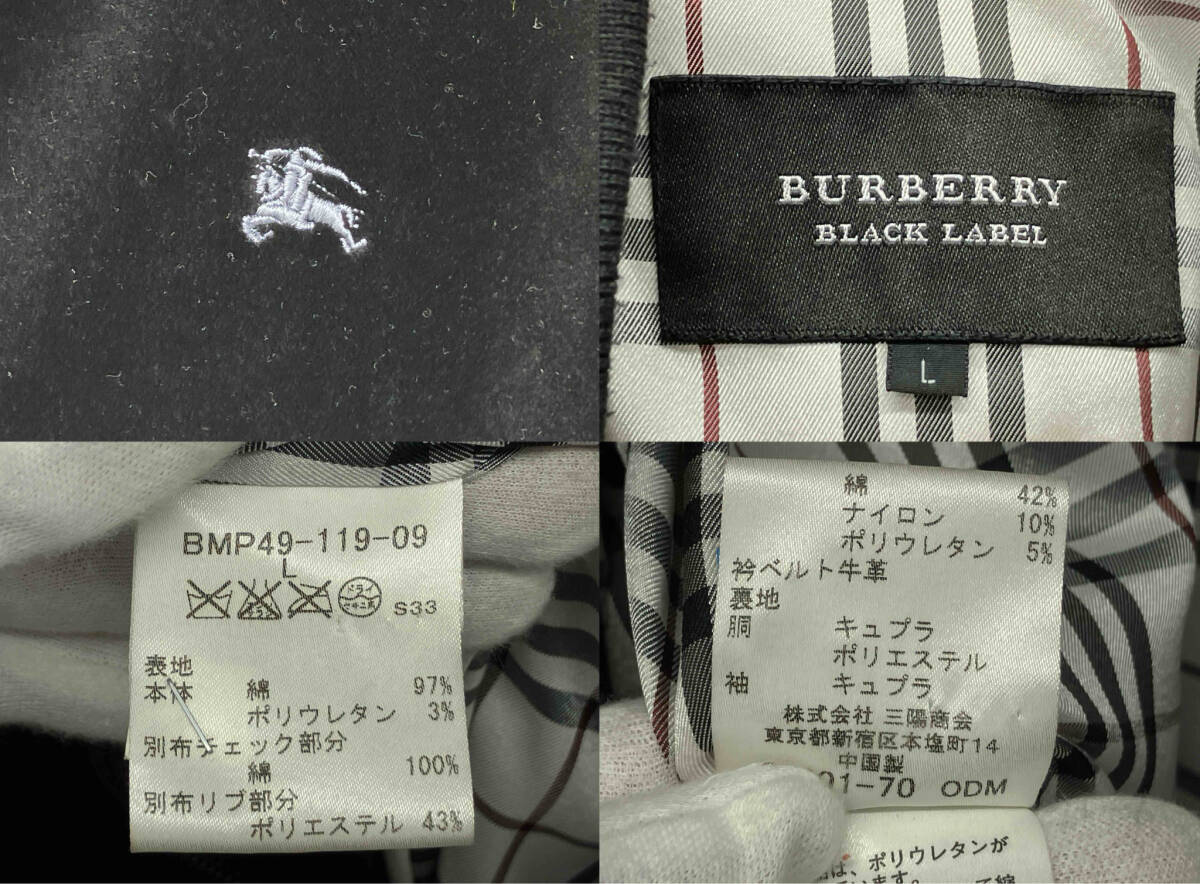 BURBERRY
BLACK LABEL
L
BMP49-119-09
L
ドライ
S33
表地
本体 綿 97%
ポリウレタン 3%
別布チェック部分
綿 100%
別布リブ部分
ポリエステル 43%
綿 42%
ナイロン 10%
ポリウレタン 5%
衿ベルト牛革
裏地
胴 キュプラ
ポリエステル
袖 キュプラ
株式会社 三陽商会
東京都新宿区本塩町14
中国製
01-70 ODM
は、ポリウレタンが